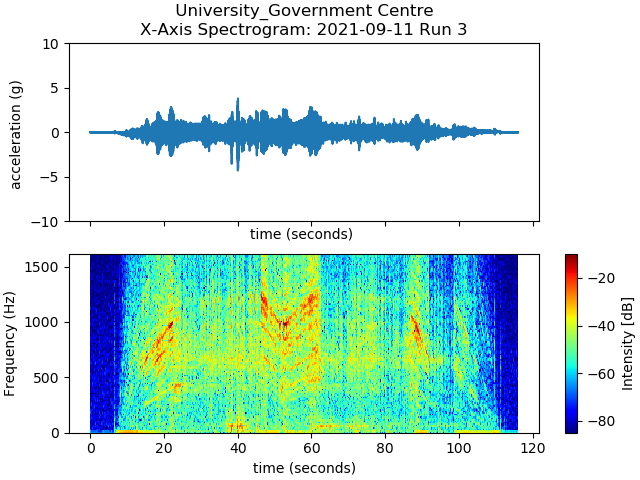 University_Government Centre
X-Axis Spectrogram: 2021-09-11 Run 3
10
5
0
−5
−10
acceleration (g)
time (seconds)
1500
1000
500
0
Frequency (Hz)
0 20 40 60 80 100 120
time (seconds)
−20
−40
−60
−80
Intensity [dB]